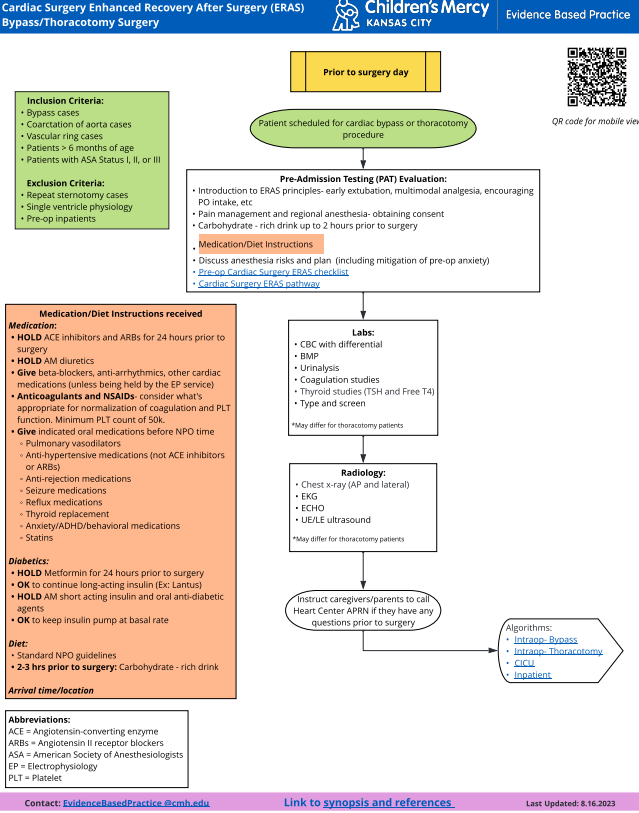 Cardiac Surgery Enhanced Recovery After Surgery (ERAS)
Bypass/Thoracotomy Surgery
Children's Mercy
KANSAS CITY
Evidence Based Practice
Prior to surgery day
QR code for mobile view
Inclusion Criteria:
• Bypass cases
• Coarctation of aorta cases
• Vascular ring cases
• Patients > 6 months of age
• Patients with ASA Status I, II, or III
Exclusion Criteria:
• Repeat sternotomy cases
• Single ventricle physiology
• Pre-op inpatients
Patient scheduled for cardiac bypass or thoracotomy
procedure
Pre-Admission Testing (PAT) Evaluation:
• Introduction to ERAS principles- early extubation, multimodal analgesia, encouraging
PO intake, etc
• Pain management and regional anesthesia- obtaining consent
• Carbohydrate - rich drink up to 2 hours prior to surgery
• Medication/Diet Instructions
• Discuss anesthesia risks and plan (including mitigation of pre-op anxiety)
• Pre-op Cardiac Surgery ERAS checklist
• Cardiac Surgery ERAS pathway
Medication/Diet Instructions received
Medication:
• HOLD ACE inhibitors and ARBs for 24 hours prior to
surgery
• HOLD AM diuretics
• Give beta-blockers, anti-arrhythmics, other cardiac
medications (unless being held by the EP service)
• Anticoagulants and NSAIDs- consider what's
appropriate for normalization of coagulation and PLT
function. Minimum PLT count of 50k.
• Give indicated oral medications before NPO time
◦ Pulmonary vasodilators
◦ Anti-hypertensive medications (not ACE inhibitors
or ARBs)
◦ Anti-rejection medications
◦ Seizure medications
◦ Reflux medications
◦ Thyroid replacement
◦ Anxiety/ADHD/behavioral medications
◦ Statins
Diabetics:
• HOLD Metformin for 24 hours prior to surgery
• OK to continue long-acting insulin (Ex: Lantus)
• HOLD AM short acting insulin and oral anti-diabetic
agents
• OK to keep insulin pump at basal rate
Diet:
• Standard NPO guidelines
• 2-3 hrs prior to surgery: Carbohydrate - rich drink
Arrival time/location
Labs:
• CBC with differential
• BMP
• Urinalysis
• Coagulation studies
• Thyroid studies (TSH and Free T4)
• Type and screen
*May differ for thoracotomy patients
Radiology:
• Chest x-ray (AP and lateral)
• EKG
• ECHO
• UE/LE ultrasound
*May differ for thoracotomy patients
Instruct caregivers/parents to call
Heart Center APRN if they have any
questions prior to surgery
Algorithms:
• Intraop- Bypass
• Intraop- Thoracotomy
• CICU
• Inpatient
Abbreviations:
ACE = Angiotensin-converting enzyme
ARBs = Angiotensin II receptor blockers
ASA = American Society of Anesthesiologists
EP = Electrophysiology
PLT = Platelet
Contact: EvidenceBasedPractice @cmh.edu
Link to synopsis and references
Last Updated: 8.16.2023